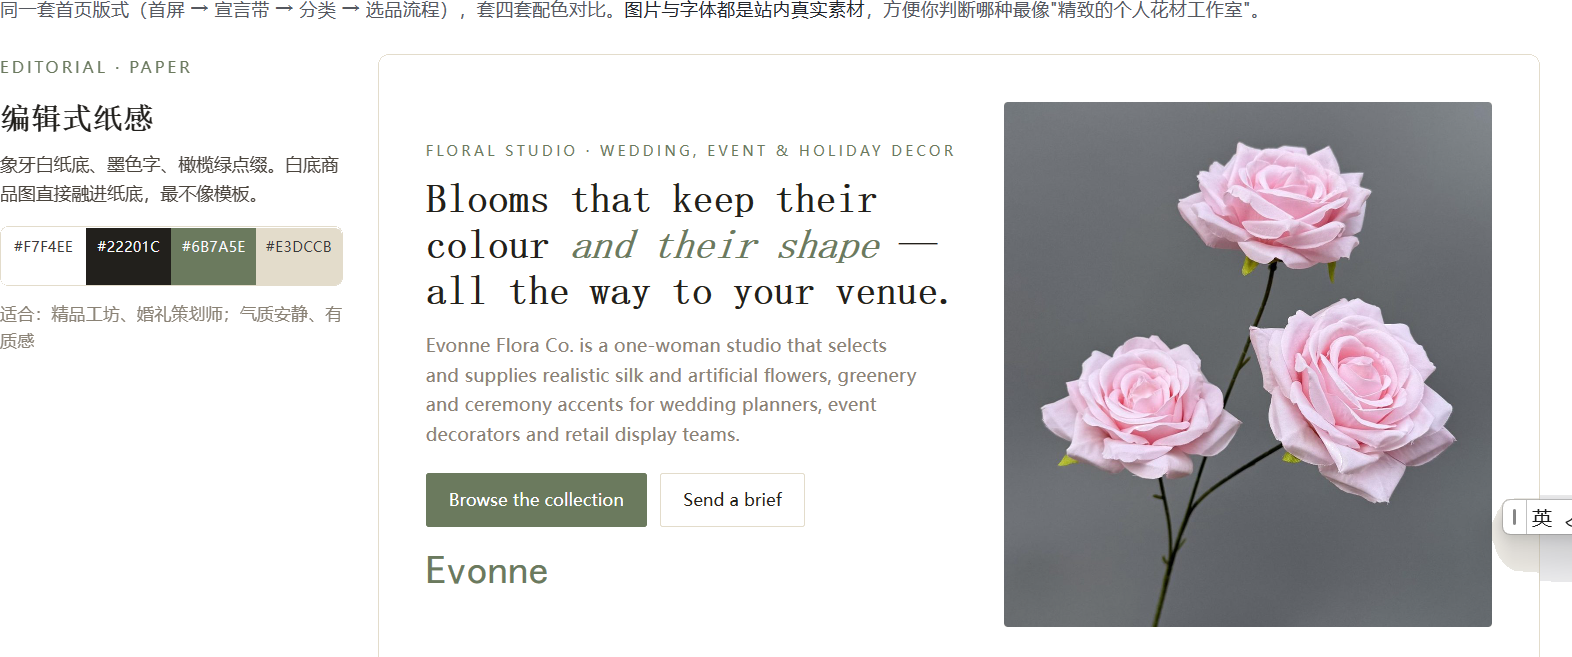 同一套首页版式（首屏 → 宣言带 → 分类 → 选品流程），套四套配色对比。图片与字体都是站内真实素材，方便你判断哪种最像"精致的个人花材工作室"。
EDITORIAL · PAPER
编辑式纸感
象牙白纸底、墨色字、橄榄绿点缀。白底商
品图直接融进纸底，最不像模板。
#F7F4EE #22201C #6B7A5E #E3DCCB
适合：精品工坊、婚礼策划师；气质安静、有
质感
FLORAL STUDIO · WEDDING, EVENT & HOLIDAY DECOR
Blooms that keep their
colour and their shape —
all the way to your venue.
Evonne Flora Co. is a one-woman studio that selects
and supplies realistic silk and artificial flowers, greenery
and ceremony accents for wedding planners, event
decorators and retail display teams.
Browse the collection
Send a brief
Evonne
英